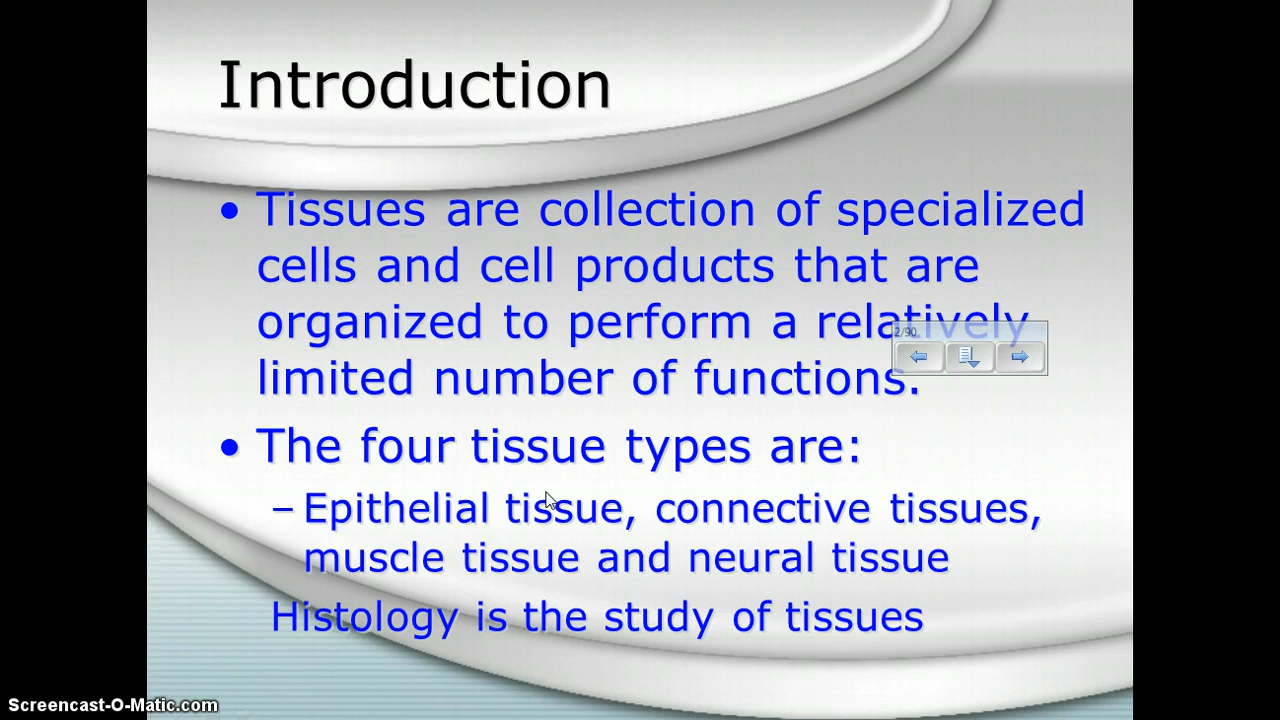 Introduction
• Tissues are collection of specialized
cells and cell products that are
organized to perform a relatively
limited number of functions.
2/90
• The four tissue types are:
– Epithelial tissue, connective tissues,
muscle tissue and neural tissue
Histology is the study of tissues
Screencast-O-Matic.com